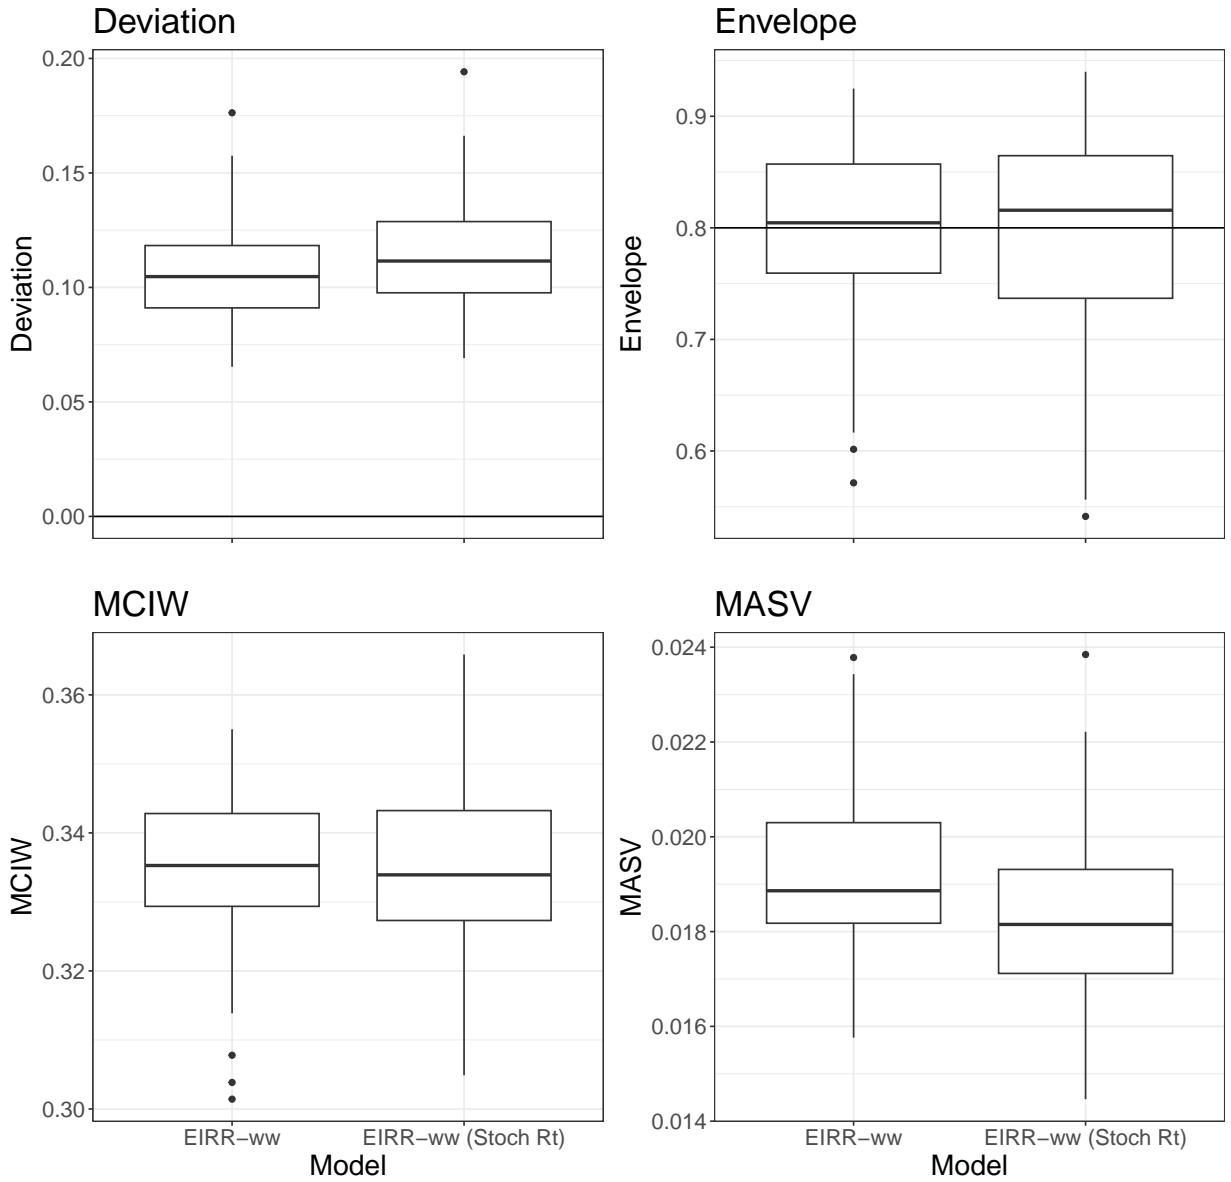 Deviation
Envelope
0.20
0.15
0.10
0.05
0.00
Deviation
0.9
0.8
0.7
0.6
Envelope
MCIW
MASV
0.36
0.34
0.32
0.30
MCIW
0.024
0.022
0.020
0.018
0.016
0.014
MASV
EIRR−ww
EIRR−ww (Stoch Rt)
Model
EIRR−ww
EIRR−ww (Stoch Rt)
Model